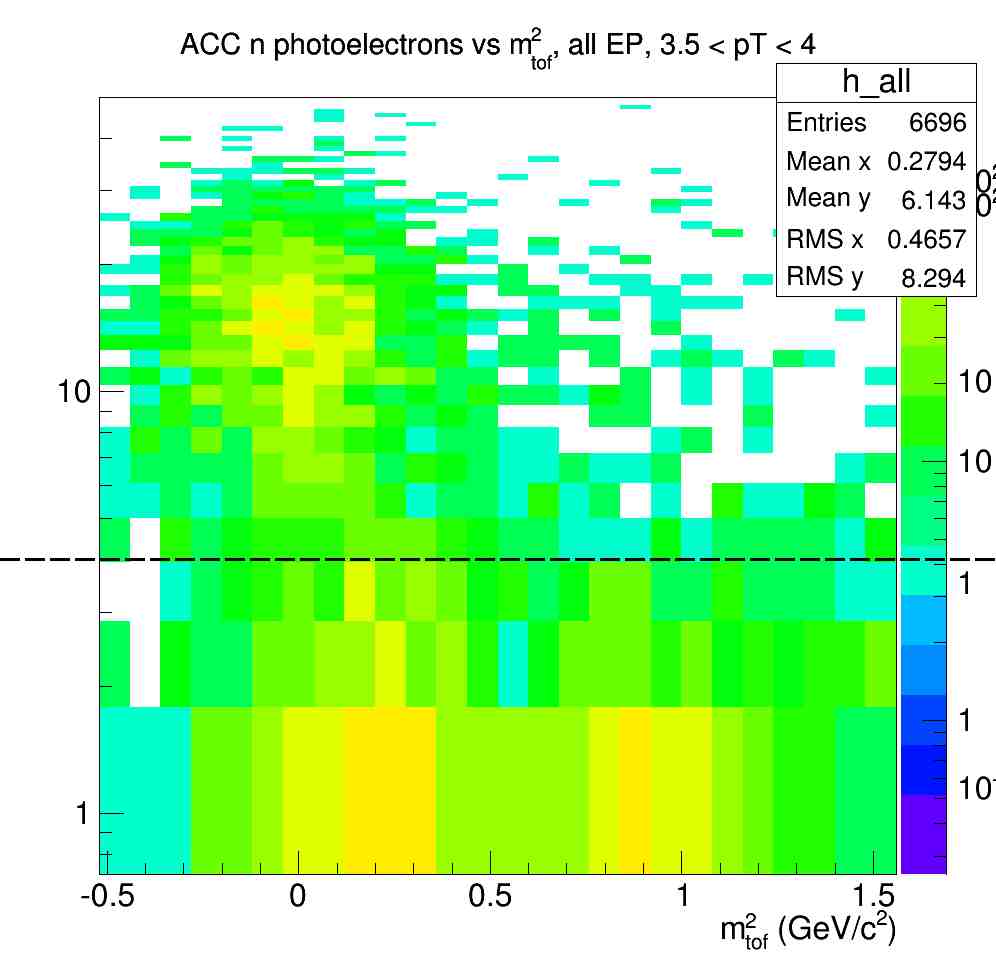 ACC n photoelectrons vs m²tof, all EP, 3.5 < pT < 4
h_all
Entries 6696
Mean x 0.2794
Mean y 6.143
RMS x 0.4657
RMS y 8.294
10
10
10
1
1
1
10
-0.5 0 0.5 1 1.5
m²tof (GeV/c²)